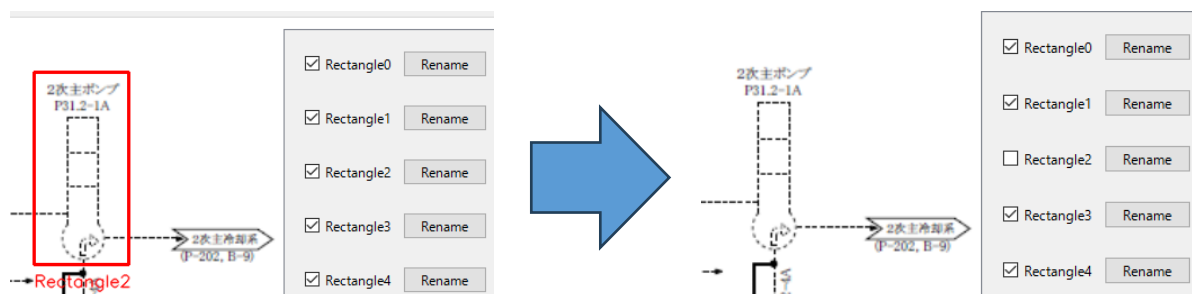 2次主ポンプ
P31.2-1A
2次主冷却系
(P-202, B-9)
Rectangle2
Rectangle0 Rename
Rectangle1 Rename
Rectangle2 Rename
Rectangle3 Rename
Rectangle4 Rename
2次主ポンプ
P31.2-1A
2次主冷却系
(P-202, B-9)
Rectangle0 Rename
Rectangle1 Rename
Rectangle2 Rename
Rectangle3 Rename
Rectangle4 Rename